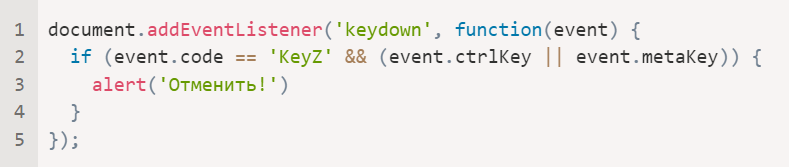 1 document.addEventListener('keydown', function(event) {
2   if (event.code == 'KeyZ' && (event.ctrlKey || event.metaKey)) {
3     alert('Отменить!')
4   }
5 });